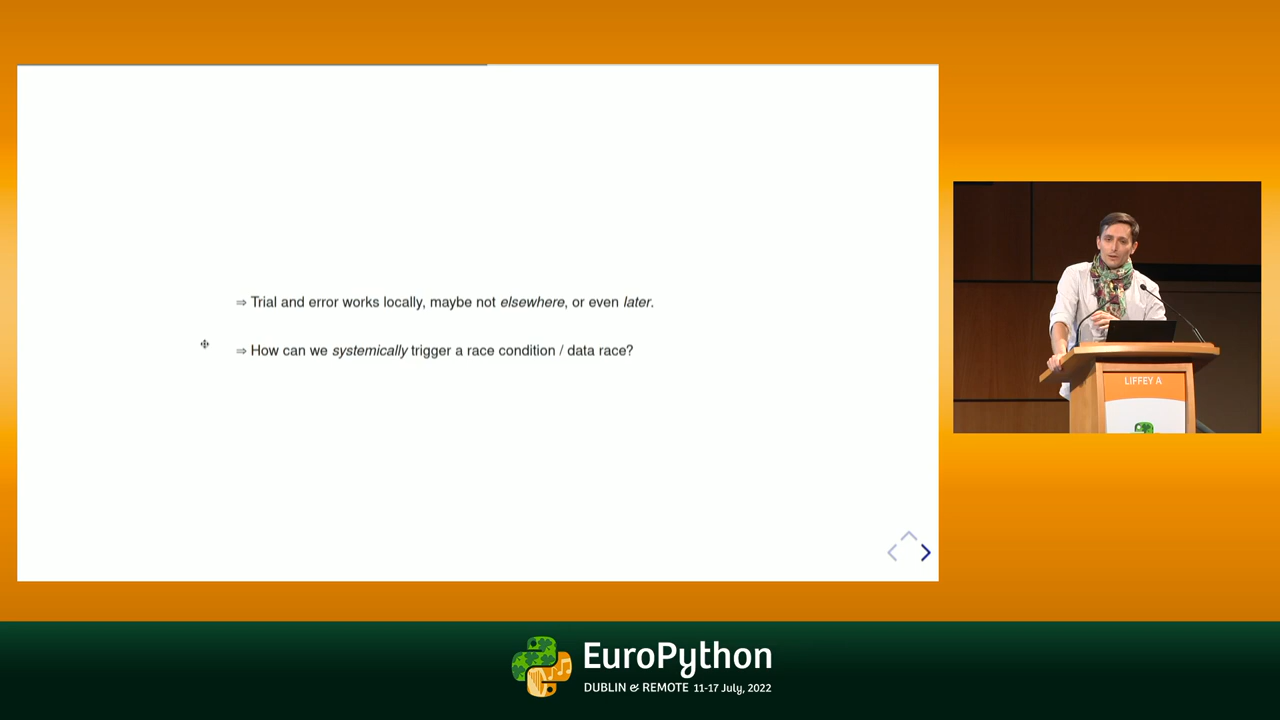 ⇒ Trial and error works locally, maybe not elsewhere, or even later.
⇒ How can we systemically trigger a race condition / data race?
LIFFEY A
EuroPython
DUBLIN & REMOTE 11-17 July, 2022